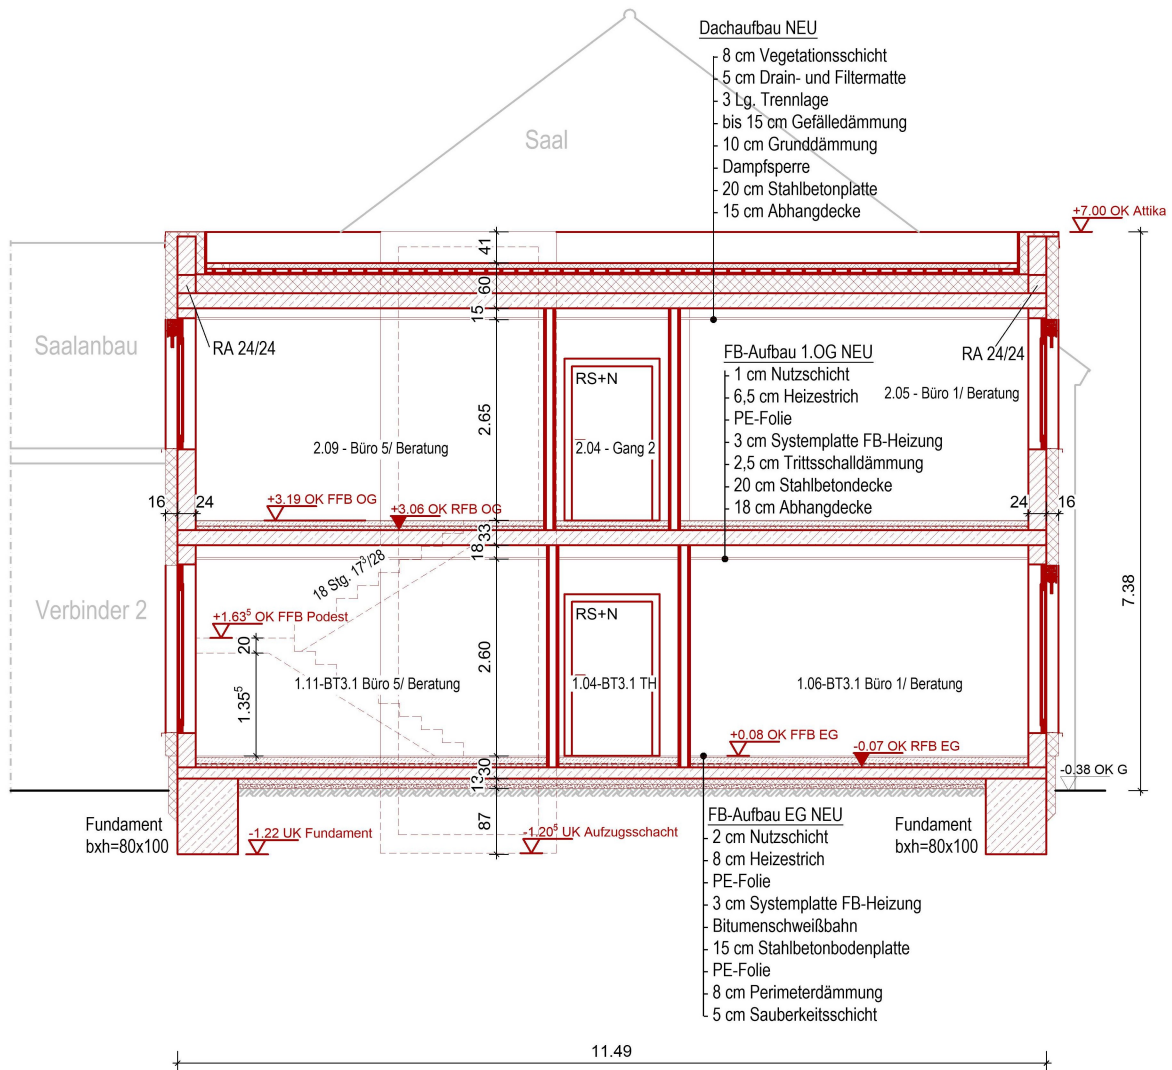 Dachaufbau NEU
8 cm Vegetationsschicht
5 cm Drain- und Filtermatte
3 Lg. Trennlage
bis 15 cm Gefälledämmung
10 cm Grunddämmung
Dampfsperre
20 cm Stahlbetonplatte
15 cm Abhangdecke
Saal
+7.00 OK Attika
41
60
15
Saalanbau
RA 24/24
RA 24/24
FB-Aufbau 1.OG NEU
1 cm Nutzschicht
6,5 cm Heizestrich
PE-Folie
3 cm Systemplatte FB-Heizung
2,5 cm Trittsschalldämmung
20 cm Stahlbetondecke
18 cm Abhangdecke
RS+N
2.05 - Büro 1/ Beratung
2.65
2.09 - Büro 5/ Beratung
2.04 - Gang 2
16
24
24
16
+3.19 OK FFB OG
+3.06 OK RFB OG
33
18
18 Stg. 17³/28
7.38
Verbinder 2
+1.63⁵ OK FFB Podest
RS+N
20
2.60
1.35⁵
1.11-BT3.1 Büro 5/ Beratung
1.04-BT3.1 TH
1.06-BT3.1 Büro 1/ Beratung
+0.08 OK FFB EG
-0.07 OK RFB EG
30
13
-0.38 OK G
87
Fundament
bxh=80x100
-1.22 UK Fundament
-1.20⁵ UK Aufzugsschacht
Fundament
bxh=80x100
FB-Aufbau EG NEU
2 cm Nutzschicht
8 cm Heizestrich
PE-Folie
3 cm Systemplatte FB-Heizung
Bitumenschweißbahn
15 cm Stahlbetonbodenplatte
PE-Folie
8 cm Perimeterdämmung
5 cm Sauberkeitsschicht
11.49